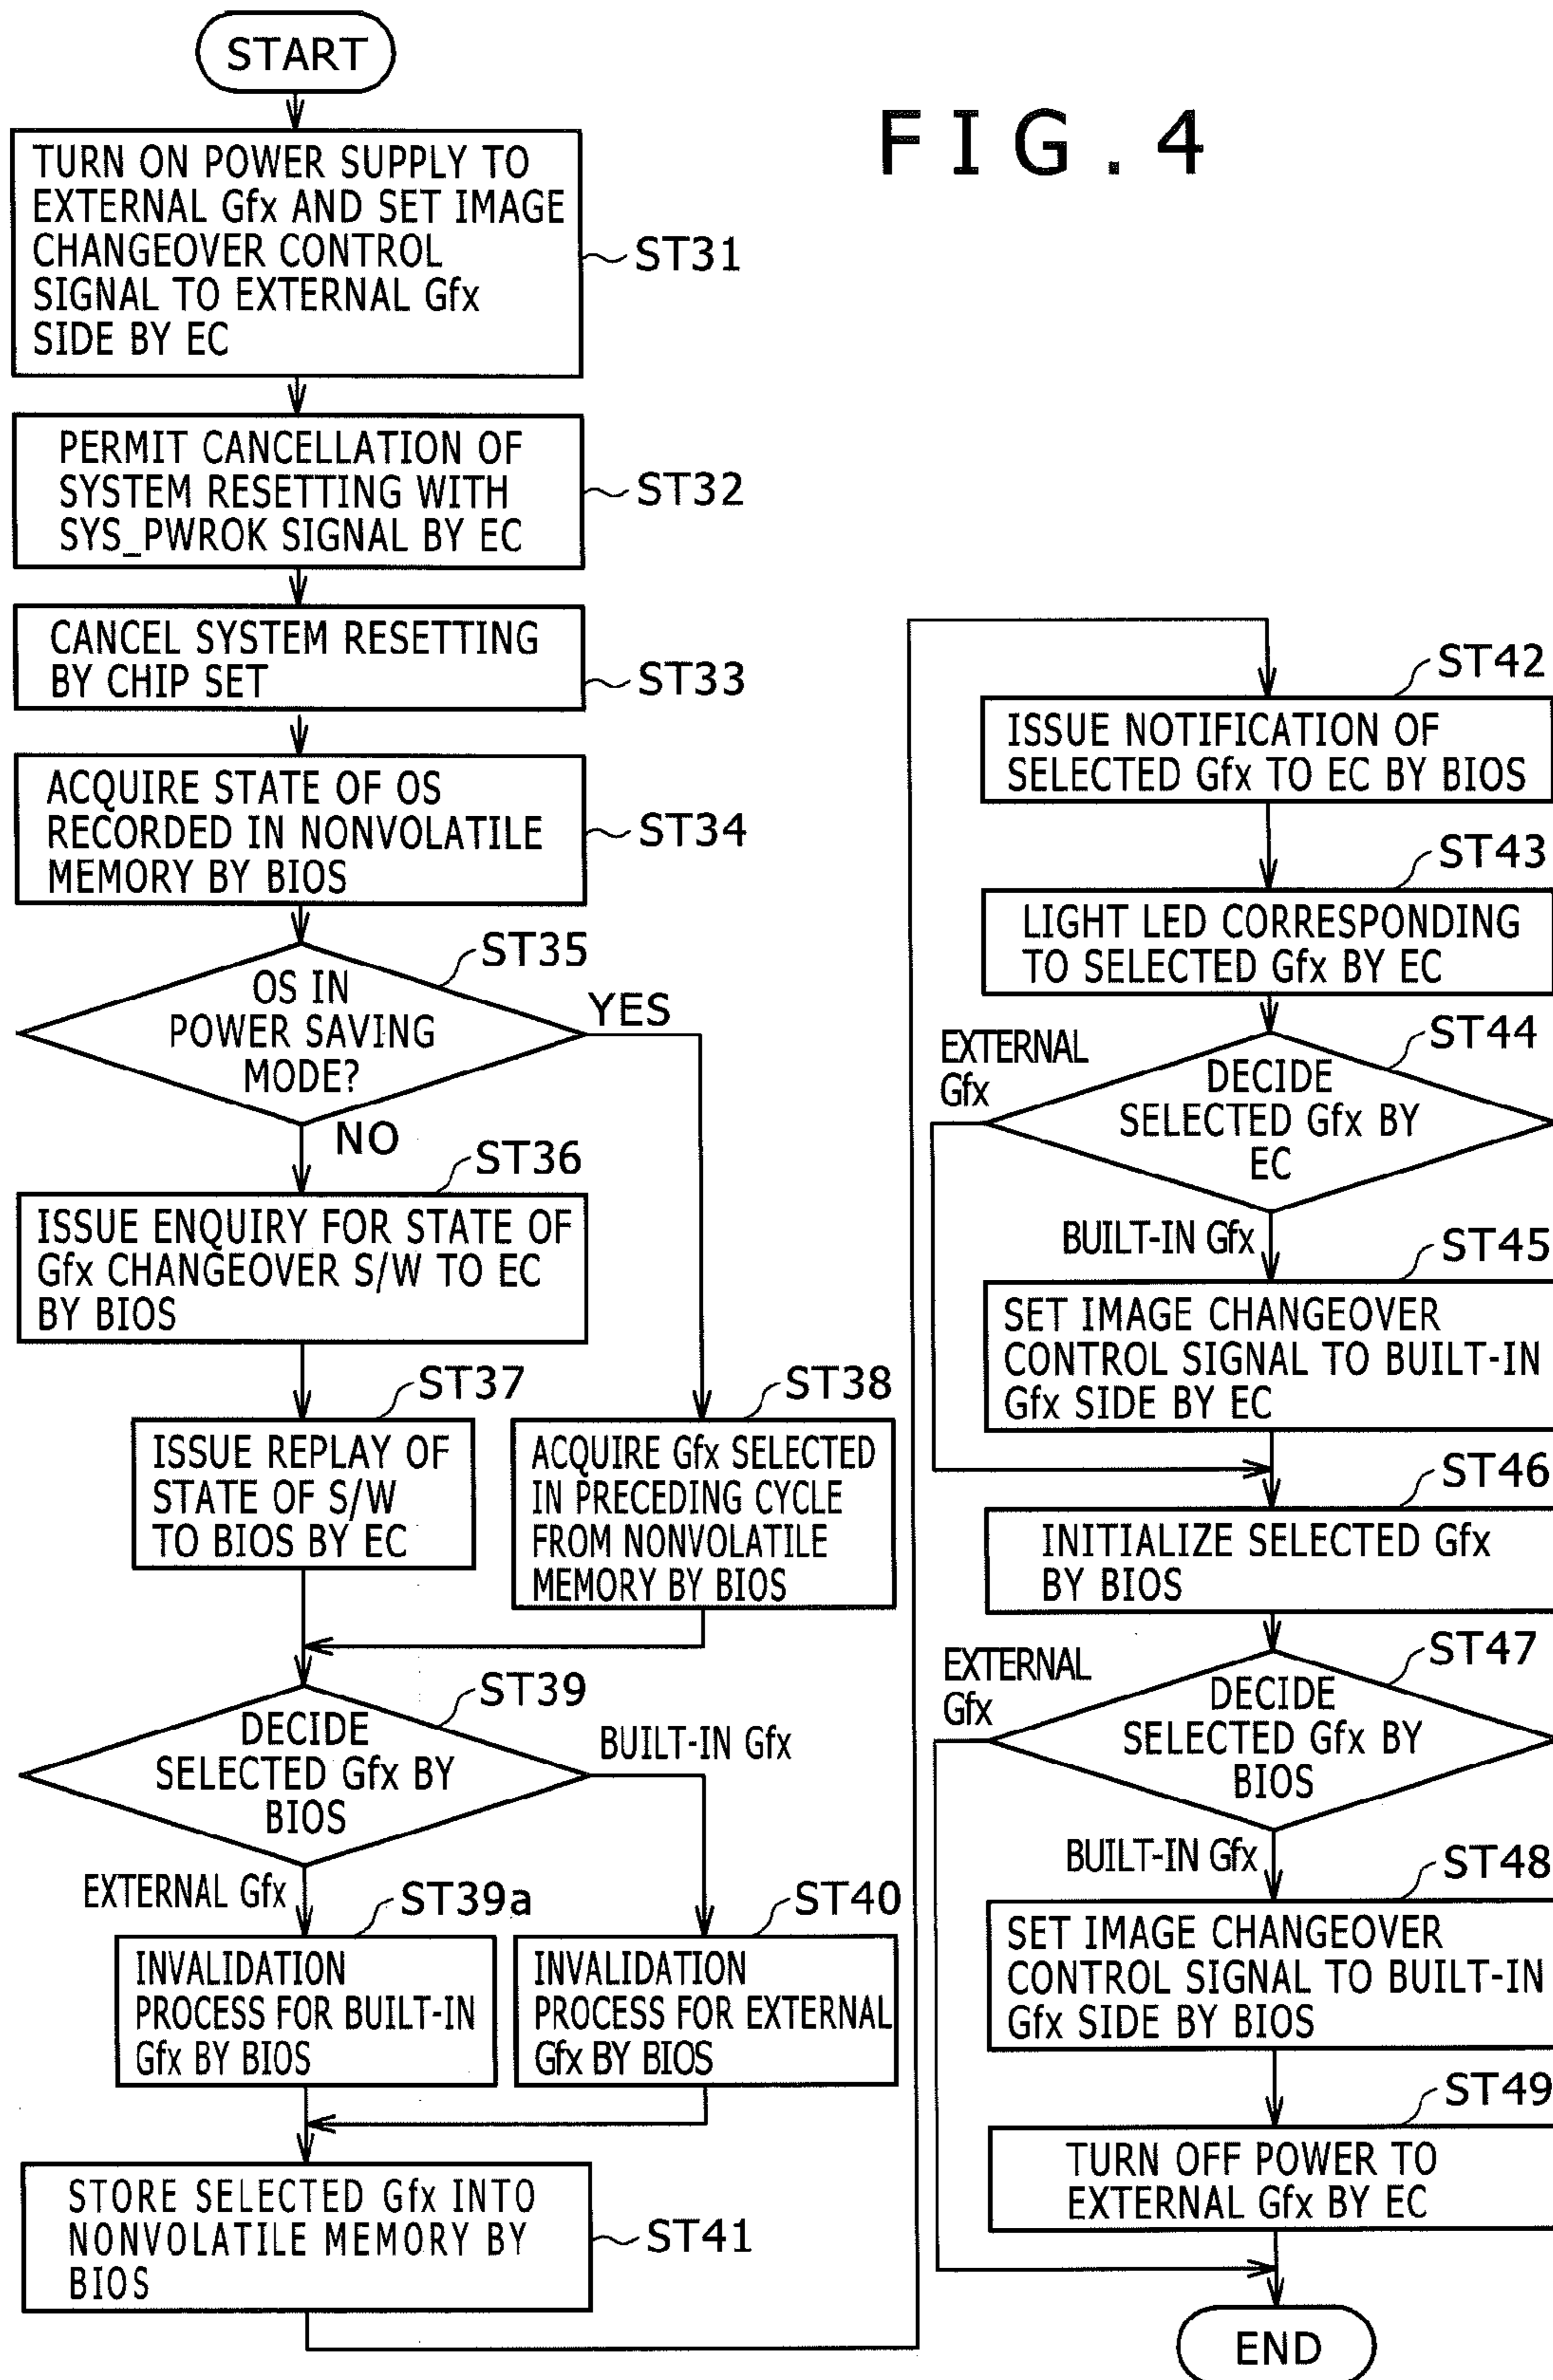 START
FIG.4
TURN ON POWER SUPPLY TO
EXTERNAL Gfx AND SET IMAGE
CHANGEOVER CONTROL
SIGNAL TO EXTERNAL Gfx
SIDE BY EC
ST31
PERMIT CANCELLATION OF
SYSTEM RESETTING WITH
SYS_PWROK SIGNAL BY EC
ST32
CANCEL SYSTEM RESETTING
BY CHIP SET
ST33
ACQUIRE STATE OF OS
RECORDED IN NONVOLATILE
MEMORY BY BIOS
ST34
ST35
OS IN
POWER SAVING
MODE?
YES
NO
ST36
ISSUE ENQUIRY FOR STATE OF
Gfx CHANGEOVER S/W TO EC
BY BIOS
ST37
ISSUE REPLAY OF
STATE OF S/W
TO BIOS BY EC
ST38
ACQUIRE Gfx SELECTED
IN PRECEDING CYCLE
FROM NONVOLATILE
MEMORY BY BIOS
ST39
DECIDE
SELECTED Gfx BY
BIOS
BUILT-IN Gfx
EXTERNAL Gfx
ST39a
INVALIDATION
PROCESS FOR BUILT-IN
Gfx BY BIOS
ST40
INVALIDATION
PROCESS FOR EXTERNAL
Gfx BY BIOS
STORE SELECTED Gfx INTO
NONVOLATILE MEMORY BY
BIOS
ST41
ST42
ISSUE NOTIFICATION OF
SELECTED Gfx TO EC BY BIOS
ST43
LIGHT LED CORRESPONDING
TO SELECTED Gfx BY EC
ST44
EXTERNAL
Gfx
DECIDE
SELECTED Gfx BY
EC
BUILT-IN Gfx
ST45
SET IMAGE CHANGEOVER
CONTROL SIGNAL TO BUILT-IN
Gfx SIDE BY EC
ST46
INITIALIZE SELECTED Gfx
BY BIOS
ST47
EXTERNAL
Gfx
DECIDE
SELECTED Gfx BY
BIOS
BUILT-IN Gfx
ST48
SET IMAGE CHANGEOVER
CONTROL SIGNAL TO BUILT-IN
Gfx SIDE BY BIOS
ST49
TURN OFF POWER TO
EXTERNAL Gfx BY EC
END